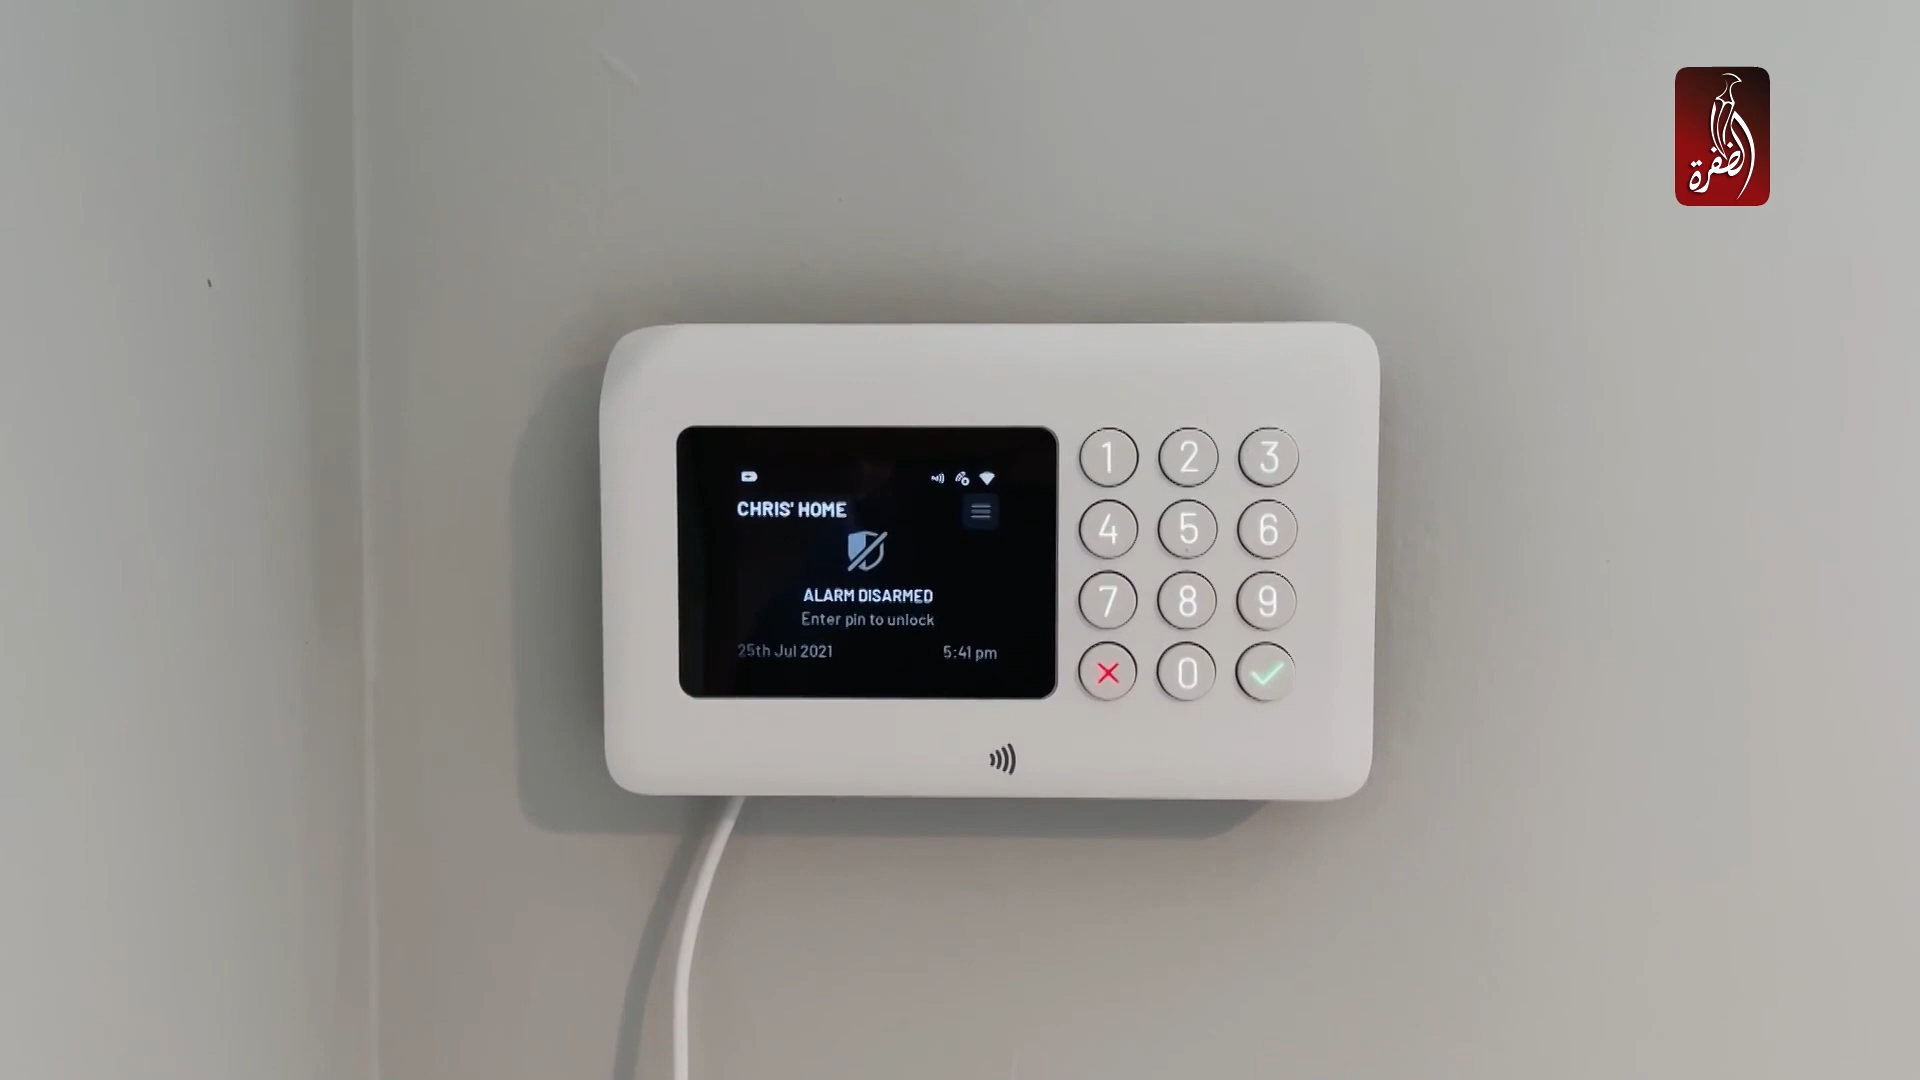 الظفرة
CHRIS' HOME
ALARM DISARMED
Enter pin to unlock
25th Jul 2021 5:41 pm
1 2 3
4 5 6
7 8 9
0